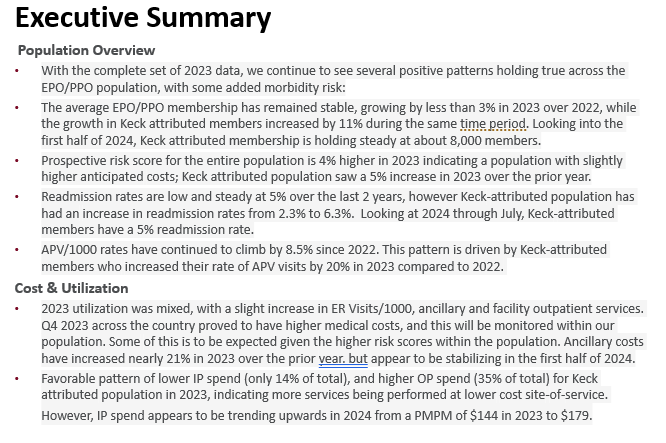 Executive Summary
Population Overview
• With the complete set of 2023 data, we continue to see several positive patterns holding true across the
EPO/PPO population, with some added morbidity risk:
• The average EPO/PPO membership has remained stable, growing by less than 3% in 2023 over 2022, while
the growth in Keck attributed members increased by 11% during the same time period. Looking into the
first half of 2024, Keck attributed membership is holding steady at about 8,000 members.
• Prospective risk score for the entire population is 4% higher in 2023 indicating a population with slightly
higher anticipated costs; Keck attributed population saw a 5% increase in 2023 over the prior year.
• Readmission rates are low and steady at 5% over the last 2 years, however Keck-attributed population has
had an increase in readmission rates from 2.3% to 6.3%. Looking at 2024 through July, Keck-attributed
members have a 5% readmission rate.
• APV/1000 rates have continued to climb by 8.5% since 2022. This pattern is driven by Keck-attributed
members who increased their rate of APV visits by 20% in 2023 compared to 2022.
Cost & Utilization
• 2023 utilization was mixed, with a slight increase in ER Visits/1000, ancillary and facility outpatient services.
Q4 2023 across the country proved to have higher medical costs, and this will be monitored within our
population. Some of this is to be expected given the higher risk scores within the population. Ancillary costs
have increased nearly 21% in 2023 over the prior year. but appear to be stabilizing in the first half of 2024.
• Favorable pattern of lower IP spend (only 14% of total), and higher OP spend (35% of total) for Keck
attributed population in 2023, indicating more services being performed at lower cost site-of-service.
However, IP spend appears to be trending upwards in 2024 from a PMPM of $144 in 2023 to $179.